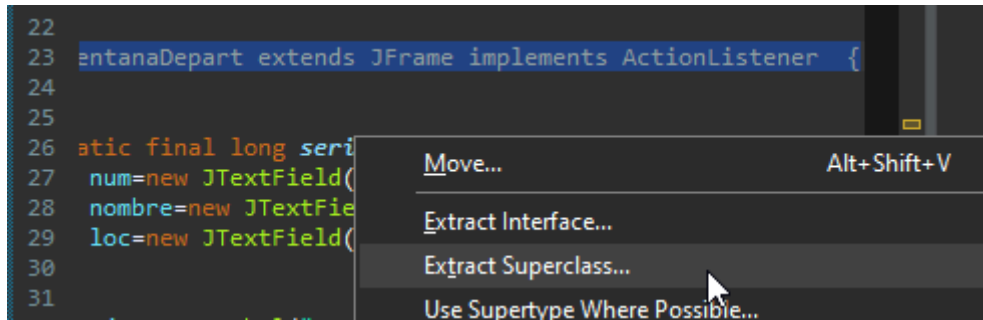 22
23 entanaDepart extends JFrame implements ActionListener {
24
25
26 atic final long seri
27 num=new JTextField(
28 nombre=new JTextFie
29 loc=new JTextField(
30
31
Move... Alt+Shift+V
Extract Interface...
Extract Superclass...
Use Supertype Where Possible...